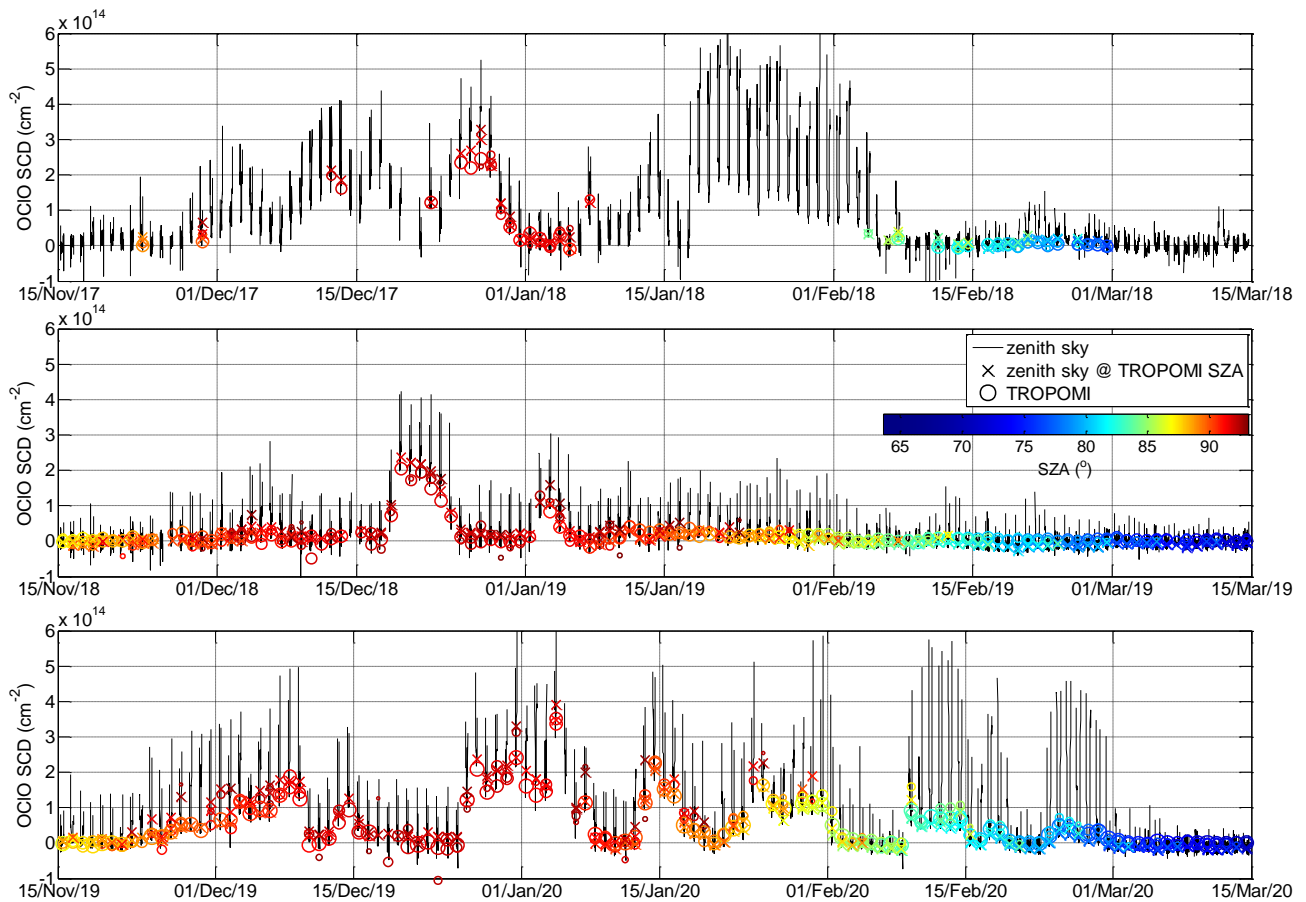 x 10^14
6
5
4
3
2
1
0
-1
OClO SCD (cm^-2)
15/Nov/17 01/Dec/17 15/Dec/17 01/Jan/18 15/Jan/18 01/Feb/18 15/Feb/18 01/Mar/18 15/Mar/18
x 10^14
6
5
4
3
2
1
0
-1
OClO SCD (cm^-2)
zenith sky
zenith sky @ TROPOMI SZA
TROPOMI
65 70 75 80 85 90
SZA (°)
15/Nov/18 01/Dec/18 15/Dec/18 01/Jan/19 15/Jan/19 01/Feb/19 15/Feb/19 01/Mar/19 15/Mar/19
x 10^14
6
5
4
3
2
1
0
-1
OClO SCD (cm^-2)
15/Nov/19 01/Dec/19 15/Dec/19 01/Jan/20 15/Jan/20 01/Feb/20 15/Feb/20 01/Mar/20 15/Mar/20